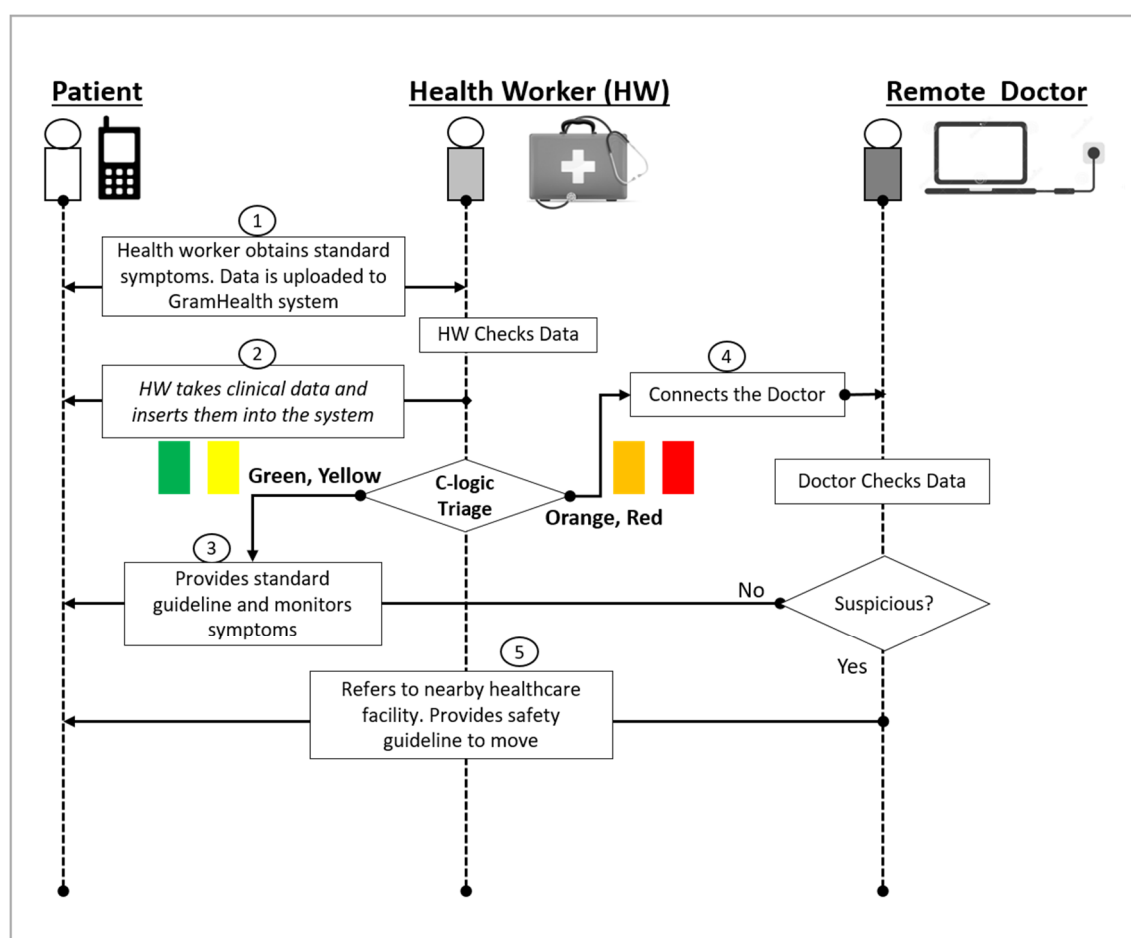 Patient
Health Worker (HW)
Remote Doctor
1
Health worker obtains standard
symptoms. Data is uploaded to
GramHealth system
HW Checks Data
2
HW takes clinical data and
inserts them into the system
4
Connects the Doctor
Green, Yellow
C-logic
Triage
Orange, Red
Doctor Checks Data
3
Provides standard
guideline and monitors
symptoms
No
Suspicious?
Yes
5
Refers to nearby healthcare
facility. Provides safety
guideline to move